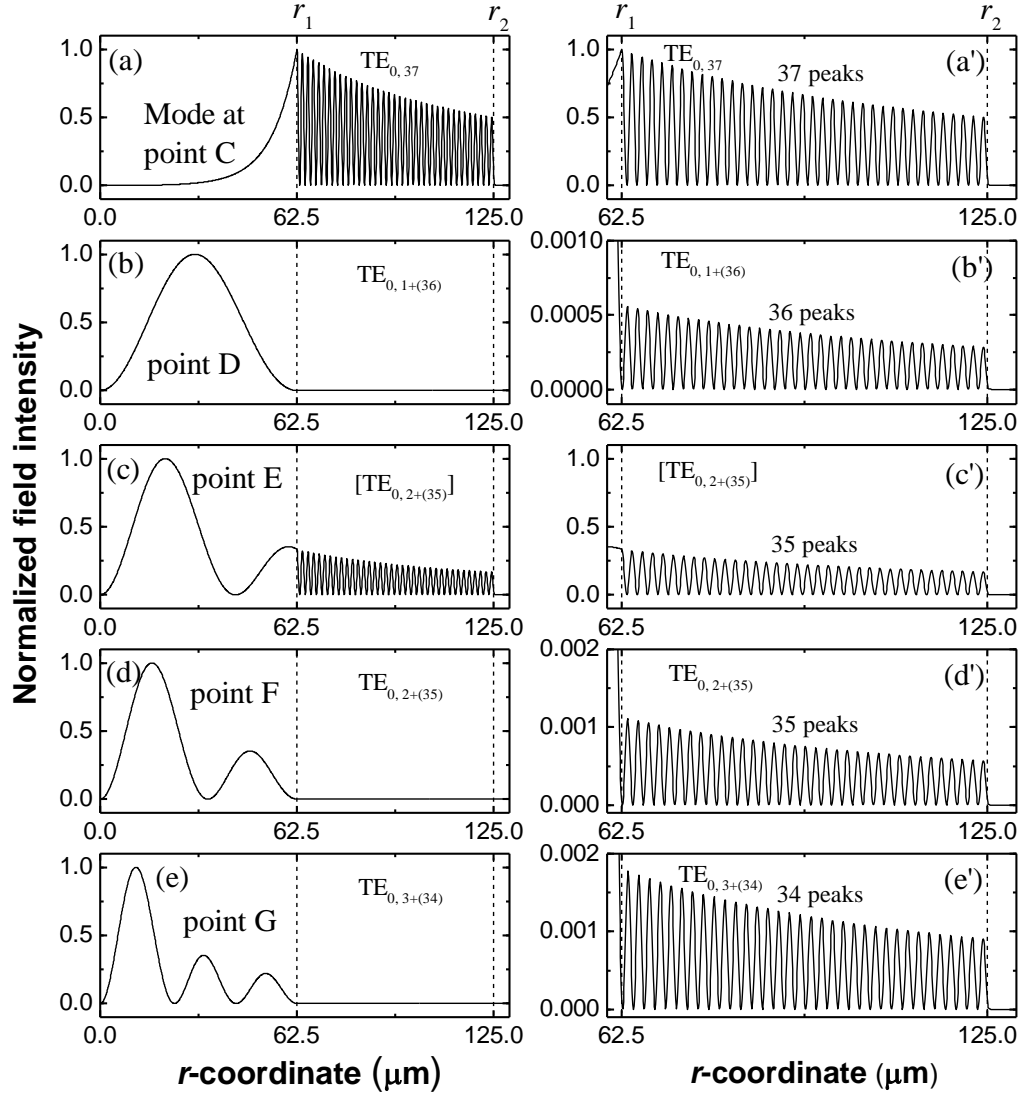 r1 r2 r1 r2
(a) TE0, 37 Mode at point C
1.0
0.5
0.0
0.0 62.5 125.0
(a') TE0, 37 37 peaks
1.0
0.5
0.0
62.5 125.0
(b) TE0, 1+(36) point D
1.0
0.5
0.0
0.0 62.5 125.0
(b') TE0, 1+(36) 36 peaks
0.0010
0.0005
0.0000
62.5 125.0
(c) point E [TE0, 2+(35)]
1.0
0.5
0.0
0.0 62.5 125.0
(c') [TE0, 2+(35)] 35 peaks
1.0
0.5
0.0
62.5 125.0
(d) point F TE0, 2+(35)
1.0
0.5
0.0
0.0 62.5 125.0
(d') TE0, 2+(35) 35 peaks
0.002
0.001
0.000
62.5 125.0
(e) point G TE0, 3+(34)
1.0
0.5
0.0
0.0 62.5 125.0
(e') TE0, 3+(34) 34 peaks
0.002
0.001
0.000
62.5 125.0
Normalized field intensity
r-coordinate (μm)
r-coordinate (μm)